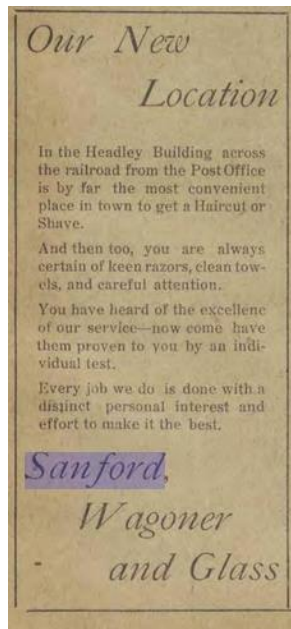 Our New
Location
In the Headley Building across
the railroad from the Post Office
is by far the most convenient
place in town to get a Haircut or
Shave.
And then too, you are always
certain of keen razors, clean tow-
els, and careful attention.
You have heard of the excellenc
of our service—now come have
them proven to you by an indi-
vidual test.
Every job we do is done with a
distinct personal interest and
effort to make it the best.
Sanford,
Wagoner
and Glass